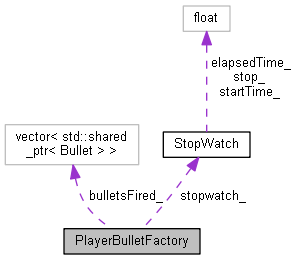 float
elapsedTime_
stop_
startTime_
vector< std::shared
_ptr< Bullet > >
StopWatch
bulletsFired_
stopwatch_
PlayerBulletFactory